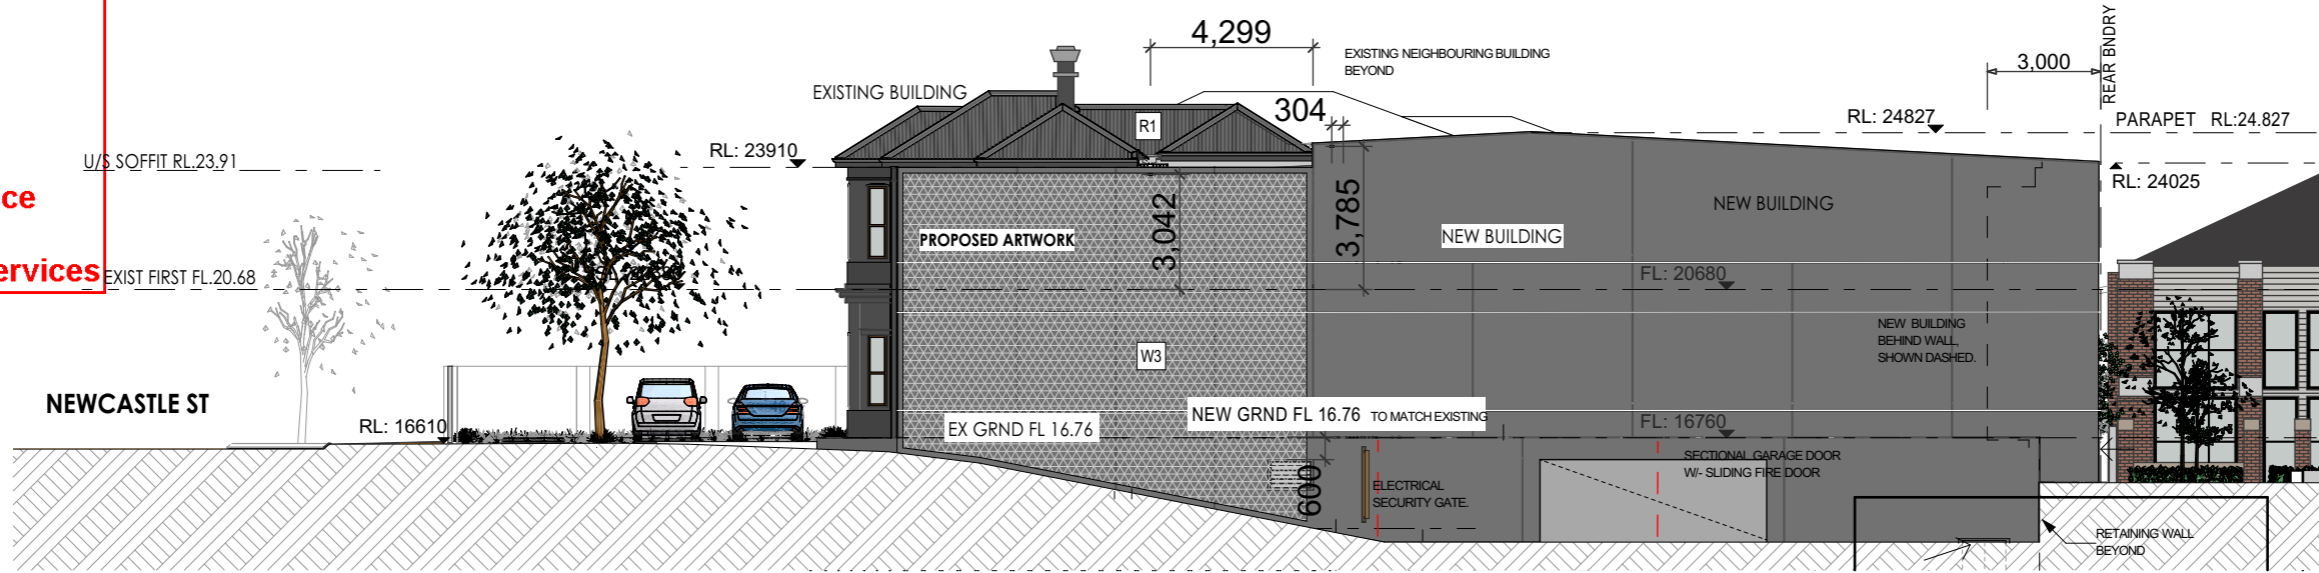 ce
ervices
4,299
EXISTING NEIGHBOURING BUILDING
BEYOND
3,000
REAR BNDRY
EXISTING BUILDING
304
R1
RL: 24827
PARAPET RL:24.827
U/S SOFFIT RL.23.91
RL: 23910
RL: 24025
3,042
3,785
NEW BUILDING
PROPOSED ARTWORK
NEW BUILDING
EXIST FIRST FL.20.68
FL: 20680
NEW BUILDING
BEHIND WALL,
SHOWN DASHED.
W3
NEWCASTLE ST
RL: 16610
EX GRND FL 16.76
NEW GRND FL 16.76 TO MATCH EXISTING
FL: 16760
SECTIONAL GARAGE DOOR
W/- SLIDING FIRE DOOR
600
ELECTRICAL
SECURITY GATE.
RETAINING WALL
BEYOND